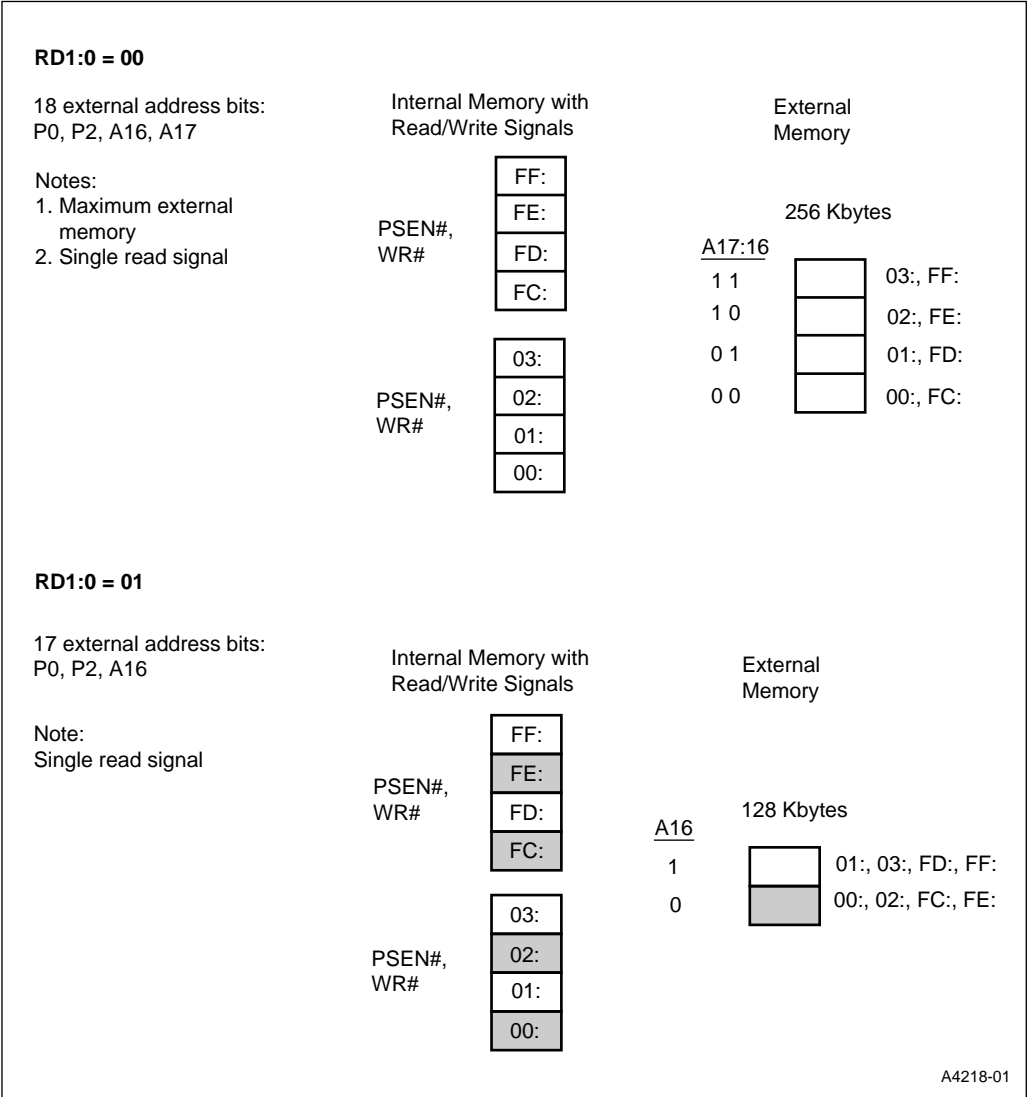 RD1:0 = 00
18 external address bits:
P0, P2, A16, A17
Notes:
1. Maximum external
memory
2. Single read signal
Internal Memory with
Read/Write Signals
PSEN#,
WR#
FF:
FE:
FD:
FC:
PSEN#,
WR#
03:
02:
01:
00:
External
Memory
256 Kbytes
A17:16
1 1 03:, FF:
1 0 02:, FE:
0 1 01:, FD:
0 0 00:, FC:
RD1:0 = 01
17 external address bits:
P0, P2, A16
Note:
Single read signal
Internal Memory with
Read/Write Signals
PSEN#,
WR#
FF:
FE:
FD:
FC:
PSEN#,
WR#
03:
02:
01:
00:
External
Memory
128 Kbytes
A16
1 01:, 03:, FD:, FF:
0 00:, 02:, FC:, FE:
A4218-01